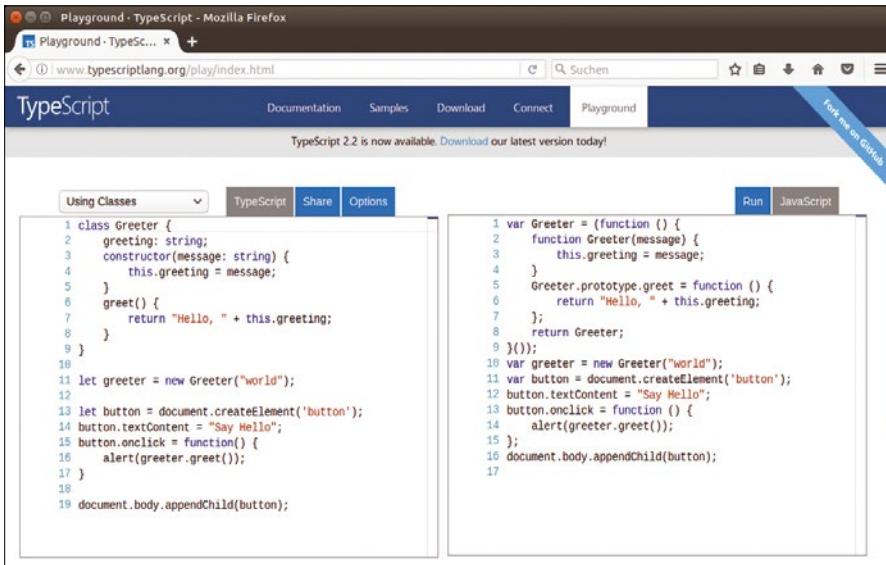 Playground · TypeScript - Mozilla Firefox
Playground · TypeSc... × +
www.typescriptlang.org/play/index.html
Suchen
TypeScript
Documentation Samples Download Connect Playground
Fork me on GitHub
TypeScript 2.2 is now available. Download our latest version today!
Using Classes TypeScript Share Options
Run JavaScript
1 class Greeter {
2     greeting: string;
3     constructor(message: string) {
4         this.greeting = message;
5     }
6     greet() {
7         return "Hello, " + this.greeting;
8     }
9 }
10
11 let greeter = new Greeter("world");
12
13 let button = document.createElement('button');
14 button.textContent = "Say Hello";
15 button.onclick = function() {
16     alert(greeter.greet());
17 }
18
19 document.body.appendChild(button);
1 var Greeter = (function () {
2     function Greeter(message) {
3         this.greeting = message;
4     }
5     Greeter.prototype.greet = function () {
6         return "Hello, " + this.greeting;
7     };
8     return Greeter;
9 }());
10 var greeter = new Greeter("world");
11 var button = document.createElement('button');
12 button.textContent = "Say Hello";
13 button.onclick = function () {
14     alert(greeter.greet());
15 };
16 document.body.appendChild(button);
17